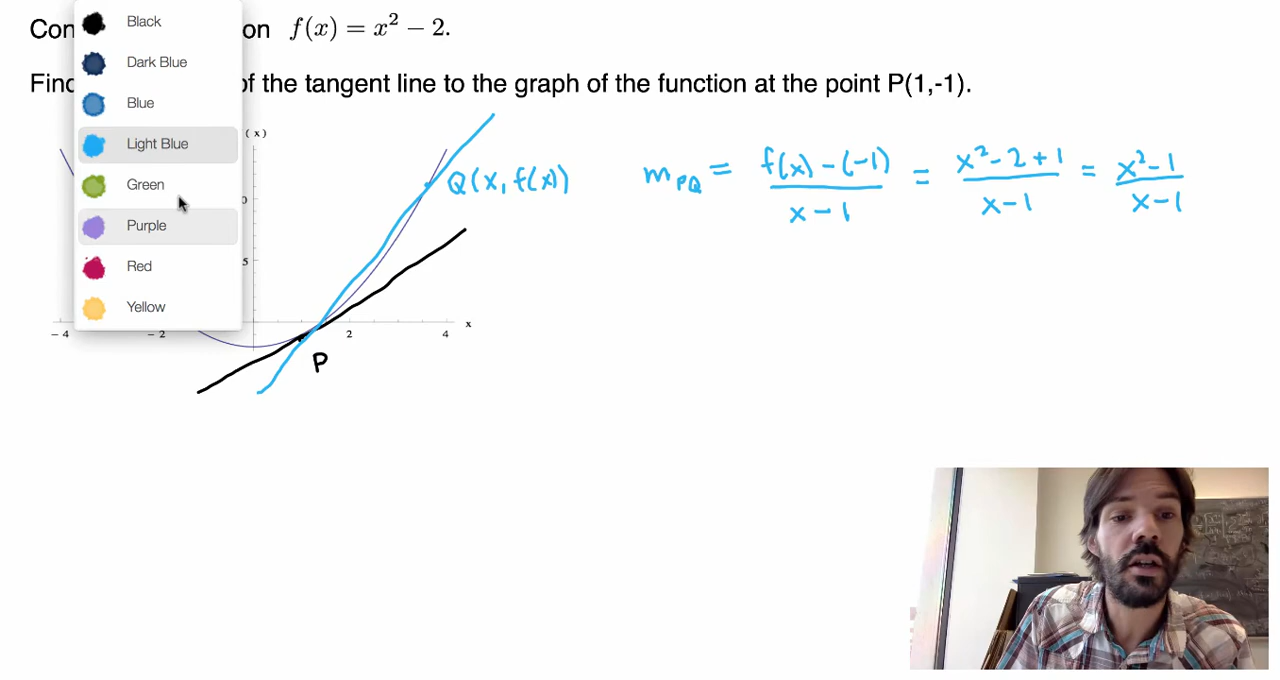 Con on f(x) = x² − 2.
Find of the tangent line to the graph of the function at the point P(1,-1).
Black
Dark Blue
Blue
Light Blue
Green
Purple
Red
Yellow
(x)
0
5
− 4 − 2 2 4 x
P
Q(x, f(x))
m_PQ = f(x) − (−1) / x − 1 = x² − 2 + 1 / x − 1 = x² − 1 / x − 1